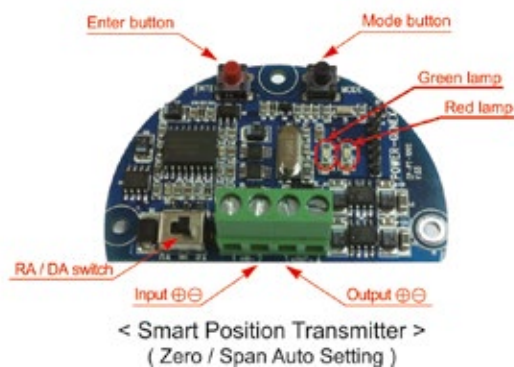 Enter button
Mode button
Green lamp
Red lamp
MODE
RA / DA switch
Input ⊕⊖
Output ⊕⊖
< Smart Position Transmitter >
( Zero / Span Auto Setting )